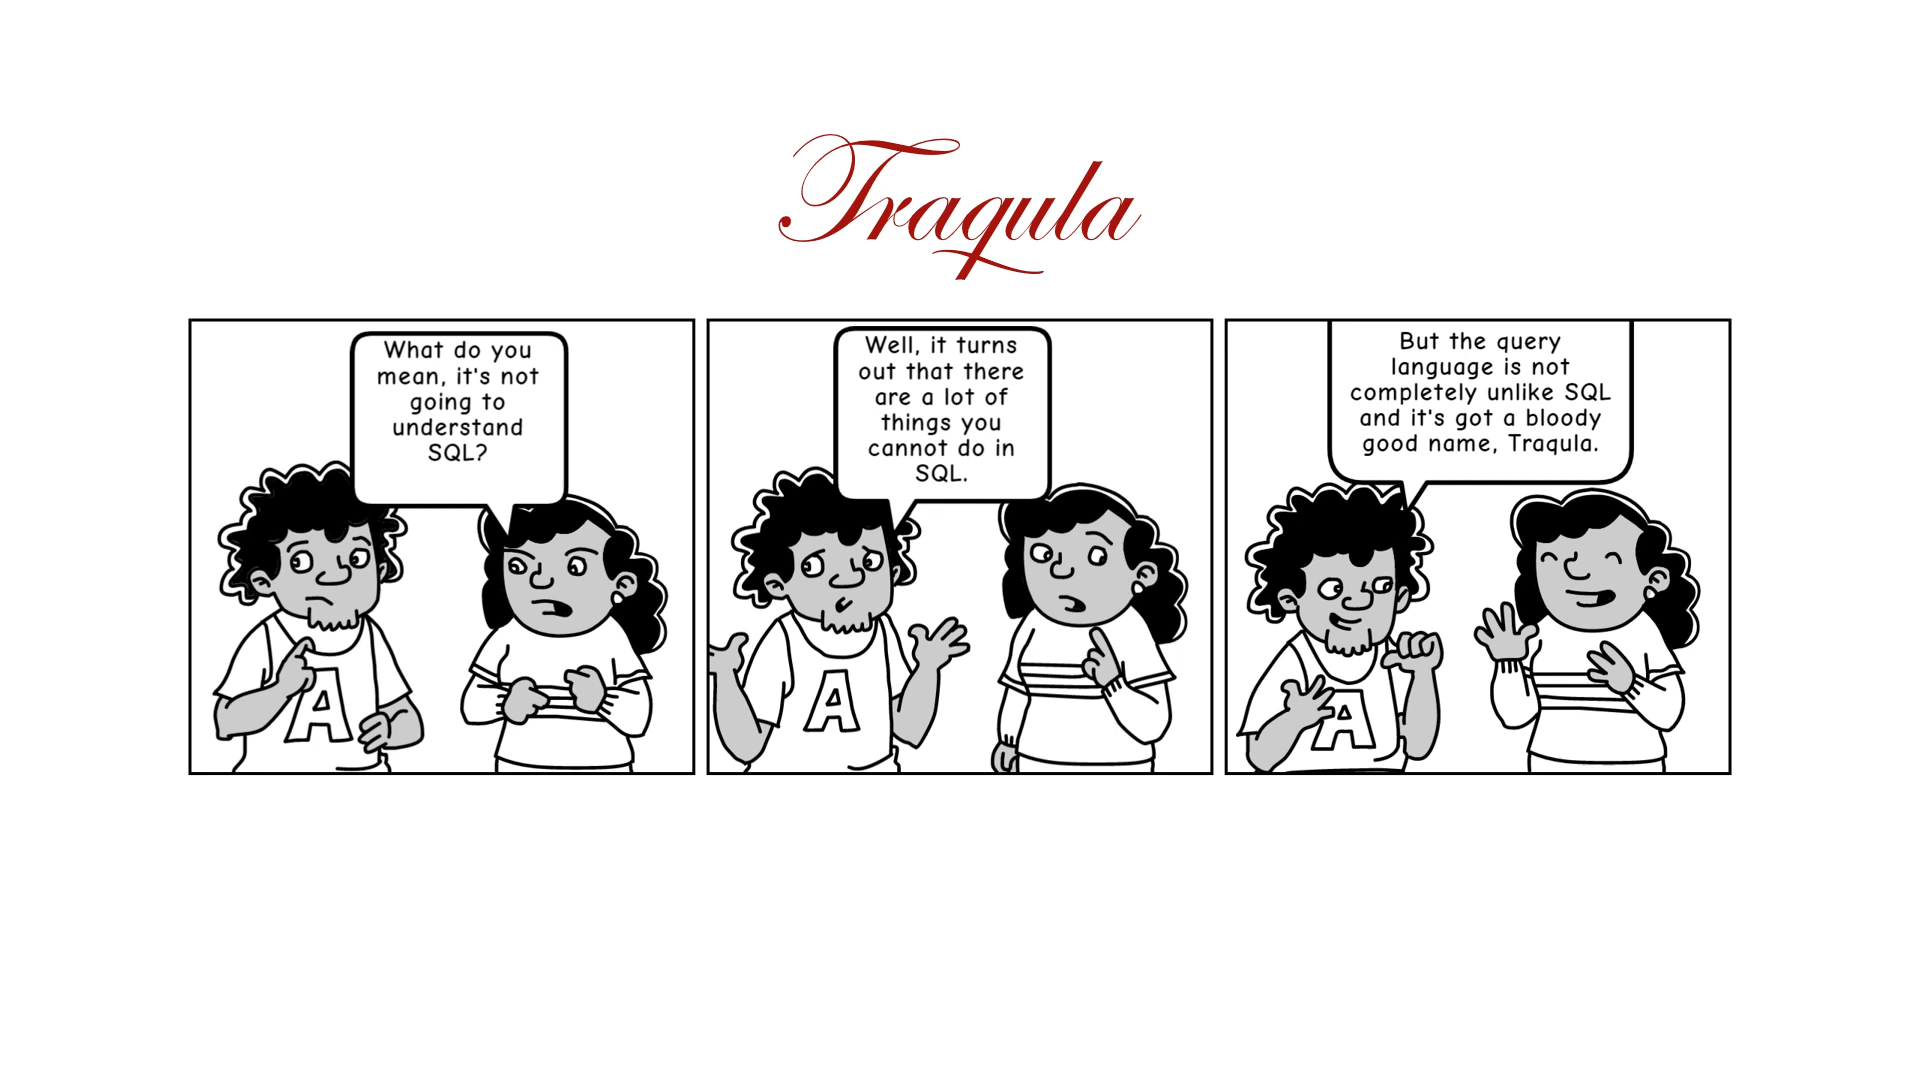 Traqula
What do you
mean, it's not
going to
understand
SQL?
Well, it turns
out that there
are a lot of
things you
cannot do in
SQL.
But the query
language is not
completely unlike SQL
and it's got a bloody
good name, Traqula.
A
A
A